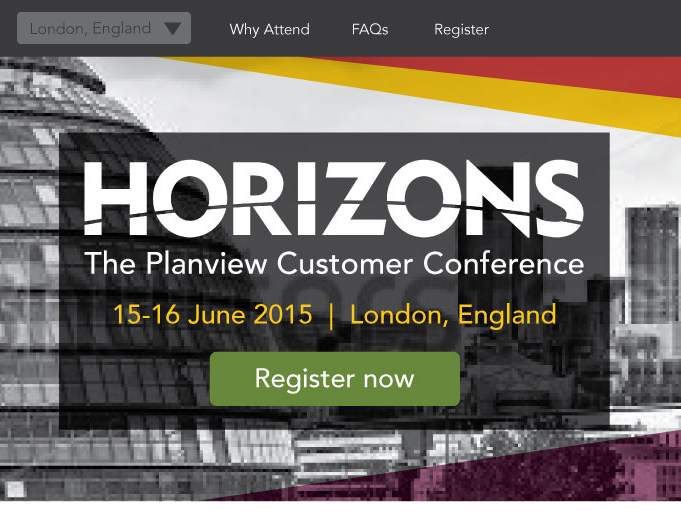 London, England
Why Attend
FAQs
Register
HORIZONS
The Planview Customer Conference
15-16 June 2015 | London, England
Register now